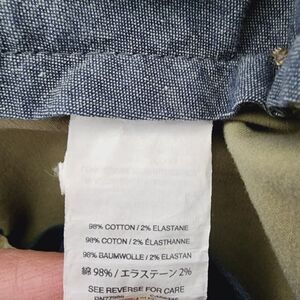 98% COTTON / 2% ELASTANE
98% COTTON / 2% ÉLASTHANNE
98% BAUMWOLLE / 2% ELASTAN
綿 98% / エラステーン 2%
SEE REVERSE FOR CARE